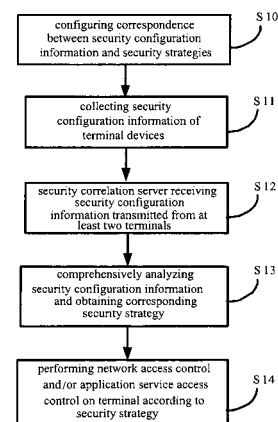 configuring correspondence
between security configuration
information and security strategies
S10
collecting security
configuration information of
terminal devices
S11
security correlation server receiving
security configuration
information transmitted from at
least two terminals
S12
comprehensively analyzing
security configuration information
and obtaining corresponding
security strategy
S13
performing network access control
and/or application service access
control on terminal according to
security strategy
S14